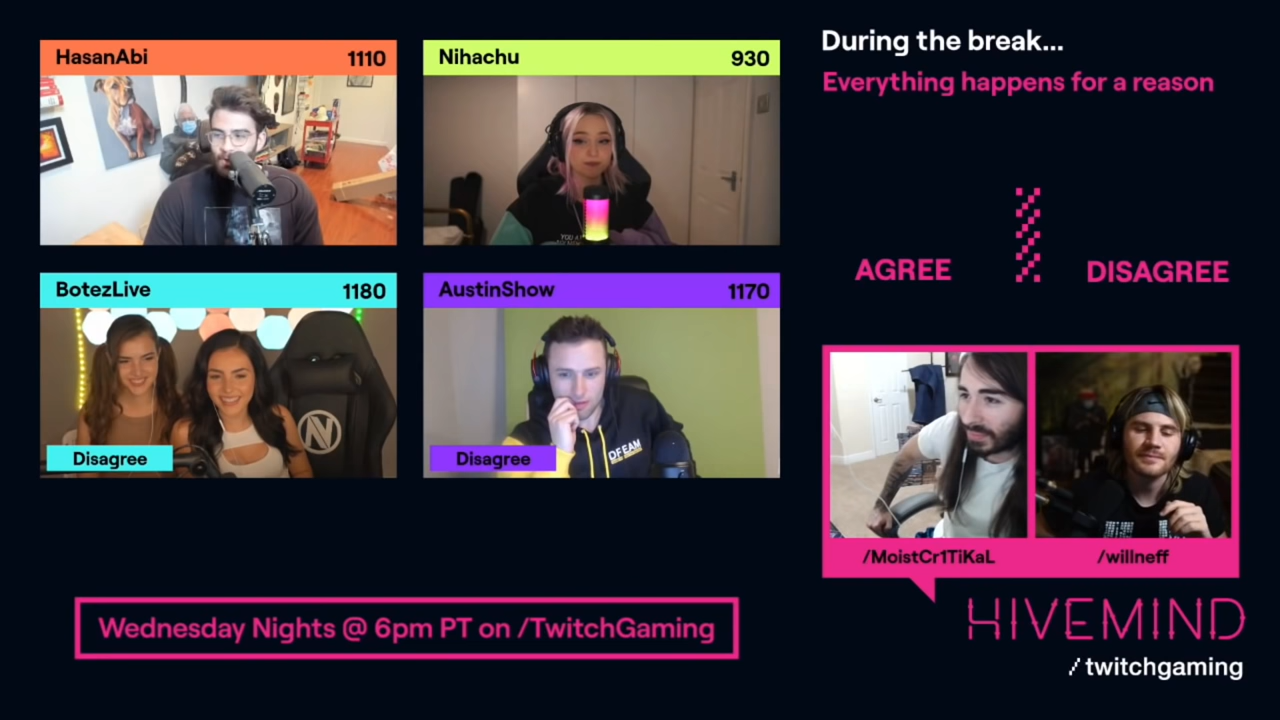 HasanAbi 1110
Nihachu 930
During the break...
Everything happens for a reason
AGREE
DISAGREE
BotezLive 1180
AustinShow 1170
Disagree
Disagree
/MoistCr1TiKaL
/willneff
Wednesday Nights @ 6pm PT on /TwitchGaming
HIVEMIND
/twitchgaming